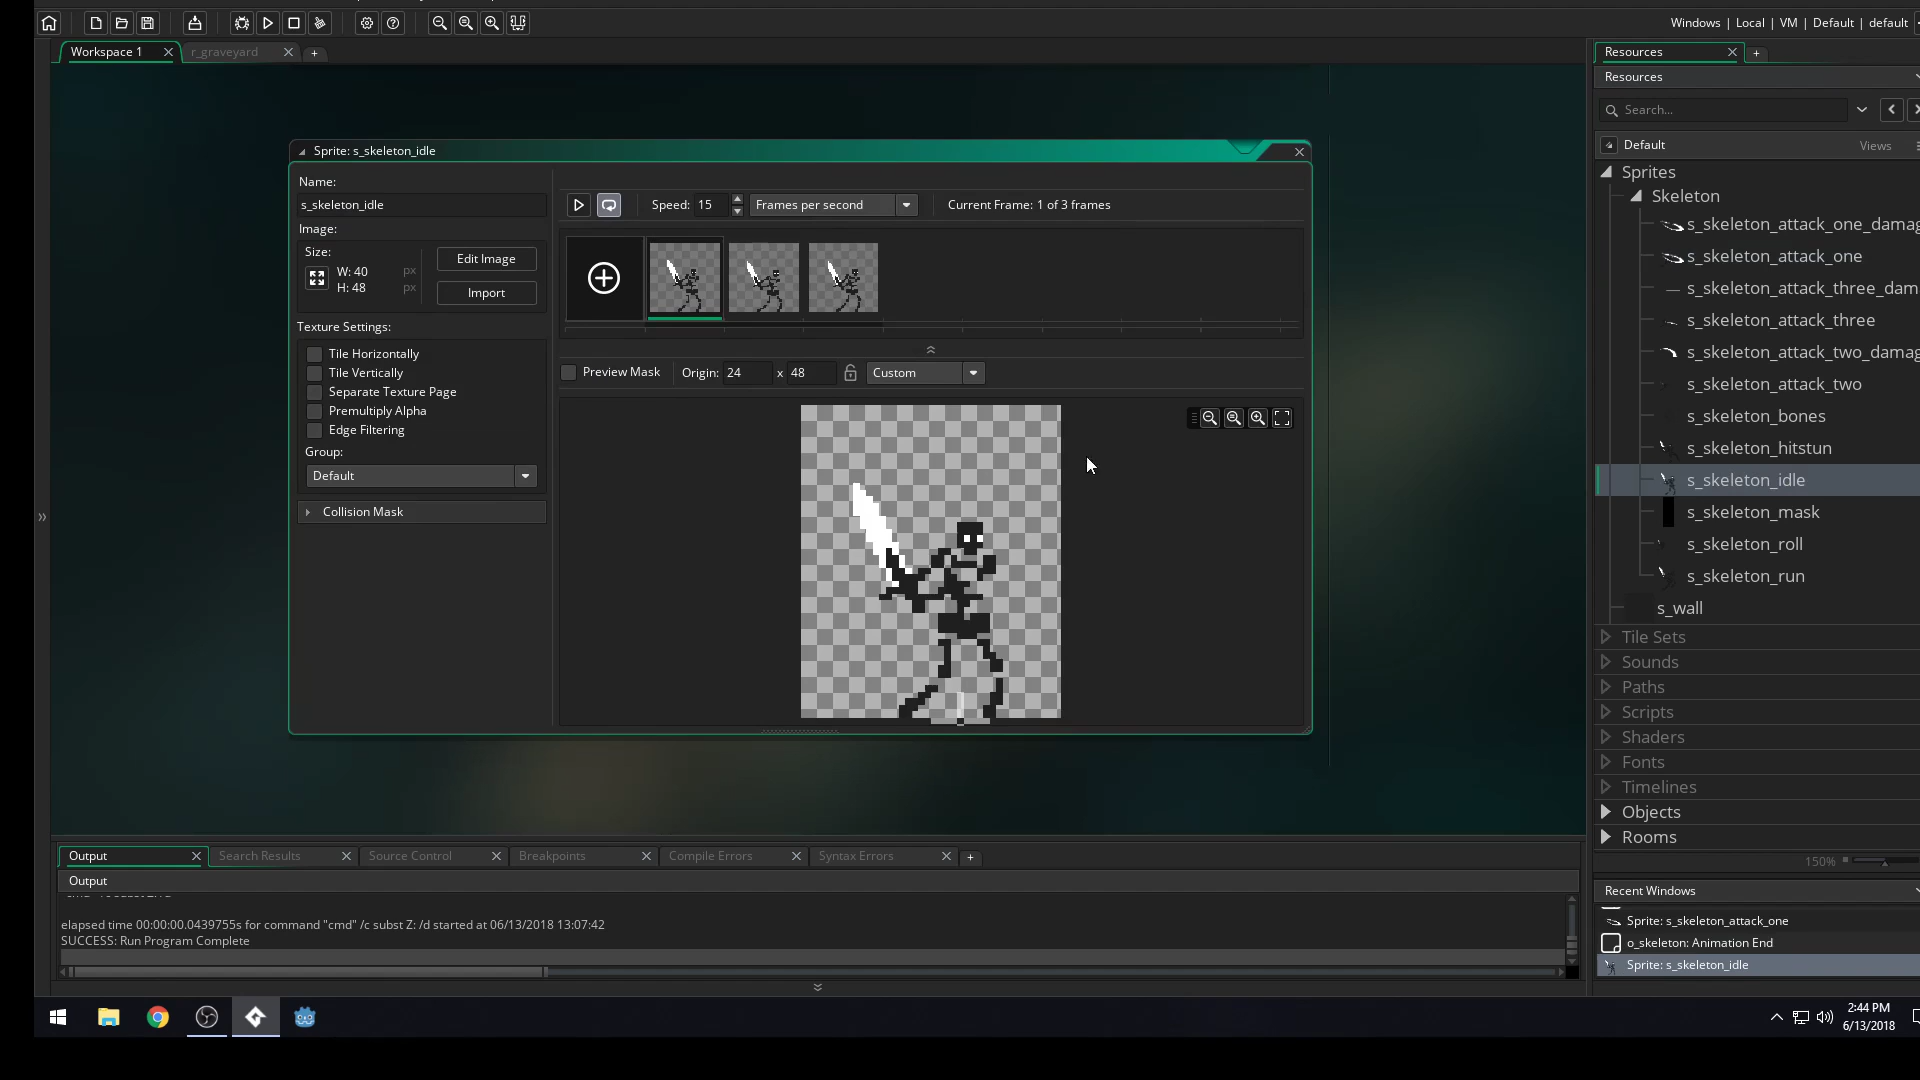 Windows | Local | VM | Default | default
Workspace 1
r_graveyard
Sprite: s_skeleton_idle
Name:
s_skeleton_idle
Image:
Size:
W: 40 px
H: 48 px
Edit Image
Import
Texture Settings:
Tile Horizontally
Tile Vertically
Separate Texture Page
Premultiply Alpha
Edge Filtering
Group:
Default
Collision Mask
Speed: 15 Frames per second
Current Frame: 1 of 3 frames
Preview Mask
Origin: 24 x 48 Custom
Resources
Resources
Search...
Default
Views
Sprites
Skeleton
s_skeleton_attack_one_damag
s_skeleton_attack_one
s_skeleton_attack_three_dam
s_skeleton_attack_three
s_skeleton_attack_two_damag
s_skeleton_attack_two
s_skeleton_bones
s_skeleton_hitstun
s_skeleton_idle
s_skeleton_mask
s_skeleton_roll
s_skeleton_run
s_wall
Tile Sets
Sounds
Paths
Scripts
Shaders
Fonts
Timelines
Objects
Rooms
150%
Recent Windows
Sprite: s_skeleton_attack_one
o_skeleton: Animation End
Sprite: s_skeleton_idle
Output
Search Results
Source Control
Breakpoints
Compile Errors
Syntax Errors
Output
elapsed time 00:00:00.0439755s for command "cmd" /c subst Z: /d started at 06/13/2018 13:07:42
SUCCESS: Run Program Complete
2:44 PM
6/13/2018